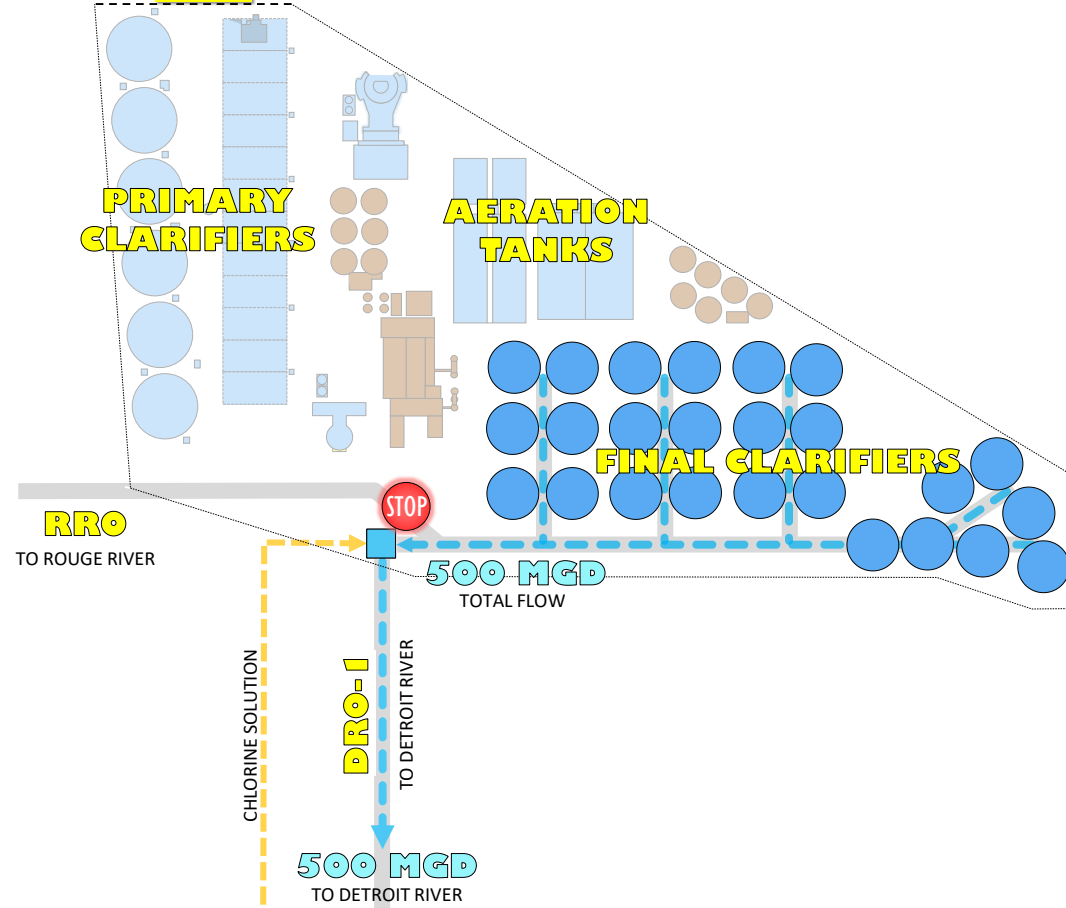 PRIMARY
CLARIFIERS
AERATION
TANKS
FINAL CLARIFIERS
STOP
RRO
TO ROUGE RIVER
500 MGD
TOTAL FLOW
CHLORINE SOLUTION
DRO-1
TO DETROIT RIVER
500 MGD
TO DETROIT RIVER